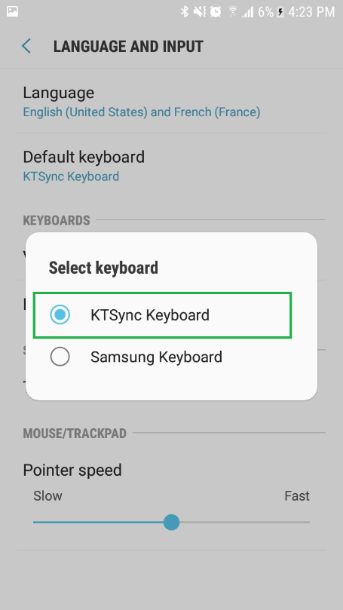 6% 4:23 PM
LANGUAGE AND INPUT
Language
English (United States) and French (France)
Default keyboard
KTSync Keyboard
KEYBOARDS
Select keyboard
KTSync Keyboard
Samsung Keyboard
MOUSE/TRACKPAD
Pointer speed
Slow Fast